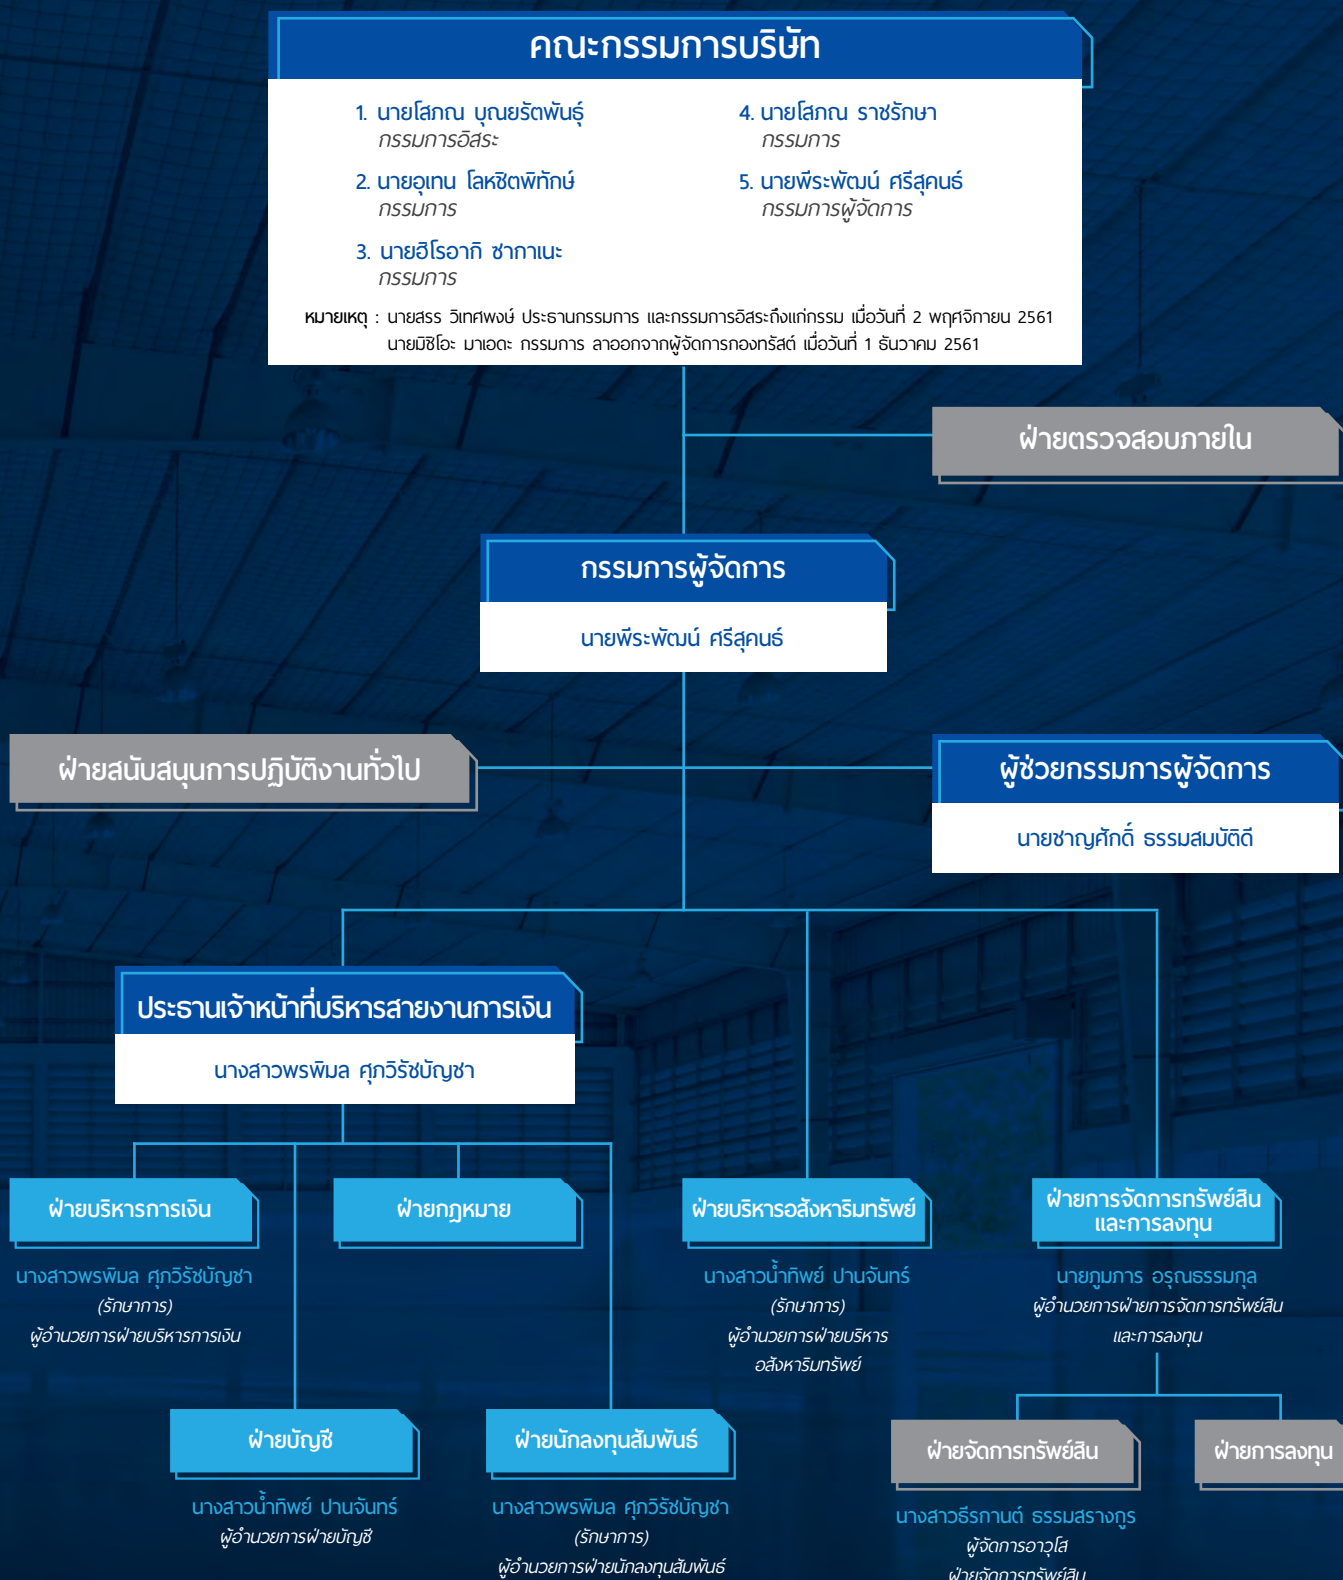 คณะกรรมการบริษัท
1. นายโสภณ บุณยรัตพันธุ์
กรรมการอิสระ
2. นายอุเทน โลหชิตพิทักษ์
กรรมการ
3. นายฮิโรอากิ ซากาเนะ
กรรมการ
4. นายโสภณ ราชรักษา
กรรมการ
5. นายพีระพัฒน์ ศรีสุคนธ์
กรรมการผู้จัดการ
หมายเหตุ : นายสรร วิเทศพงษ์ ประธานกรรมการ และกรรมการอิสระถึงแก่กรรม เมื่อวันที่ 2 พฤศจิกายน 2561
นายมิชิโอะ มาเอดะ กรรมการ ลาออกจากผู้จัดการกองทรัสต์ เมื่อวันที่ 1 ธันวาคม 2561
ฝ่ายตรวจสอบภายใน
กรรมการผู้จัดการ
นายพีระพัฒน์ ศรีสุคนธ์
ฝ่ายสนับสนุนการปฏิบัติงานทั่วไป
ผู้ช่วยกรรมการผู้จัดการ
นายชาญศักดิ์ ธรรมสมบัติดี
ประธานเจ้าหน้าที่บริหารสายงานการเงิน
นางสาวพรพิมล ศุภวิรัชบัญชา
ฝ่ายบริหารการเงิน
นางสาวพรพิมล ศุภวิรัชบัญชา
(รักษาการ)
ผู้อำนวยการฝ่ายบริหารการเงิน
ฝ่ายกฎหมาย
ฝ่ายบริหารอสังหาริมทรัพย์
นางสาวน้ำทิพย์ ปานจันทร์
(รักษาการ)
ผู้อำนวยการฝ่ายบริหาร
อสังหาริมทรัพย์
ฝ่ายการจัดการทรัพย์สิน
และการลงทุน
นายภูมภาร อรุณธรรมกุล
ผู้อำนวยการฝ่ายการจัดการทรัพย์สิน
และการลงทุน
ฝ่ายบัญชี
นางสาวน้ำทิพย์ ปานจันทร์
ผู้อำนวยการฝ่ายบัญชี
ฝ่ายนักลงทุนสัมพันธ์
นางสาวพรพิมล ศุภวิรัชบัญชา
(รักษาการ)
ผู้อำนวยการฝ่ายนักลงทุนสัมพันธ์
ฝ่ายจัดการทรัพย์สิน
นางสาวธีรกานต์ ธรรมสรางกูร
ผู้จัดการอาวุโส
ฝ่ายจัดการทรัพย์สิน
ฝ่ายการลงทุน